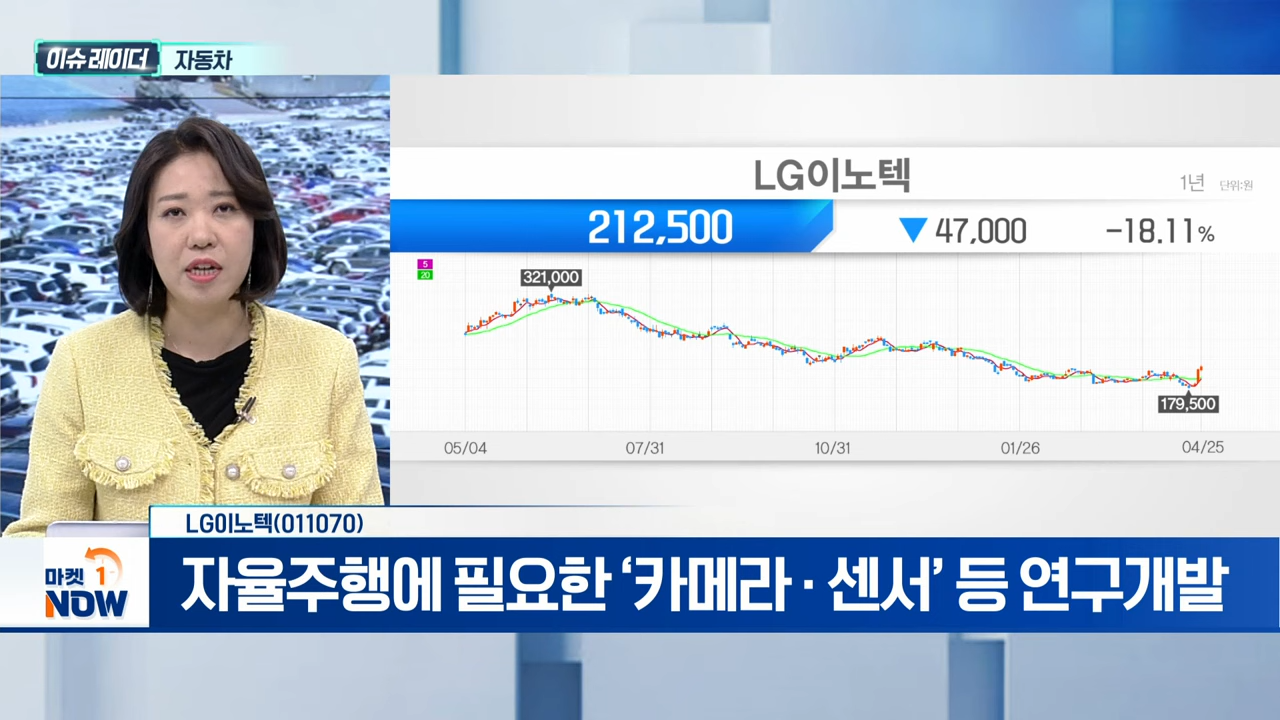 이슈 레이더 자동차
LG이노텍
1년 단위:원
212,500 ▼ 47,000 -18.11%
5
20
321,000
179,500
05/04 07/31 10/31 01/26 04/25
LG이노텍(011070)
마켓 1
NOW
자율주행에 필요한 ‘카메라·센서’ 등 연구개발